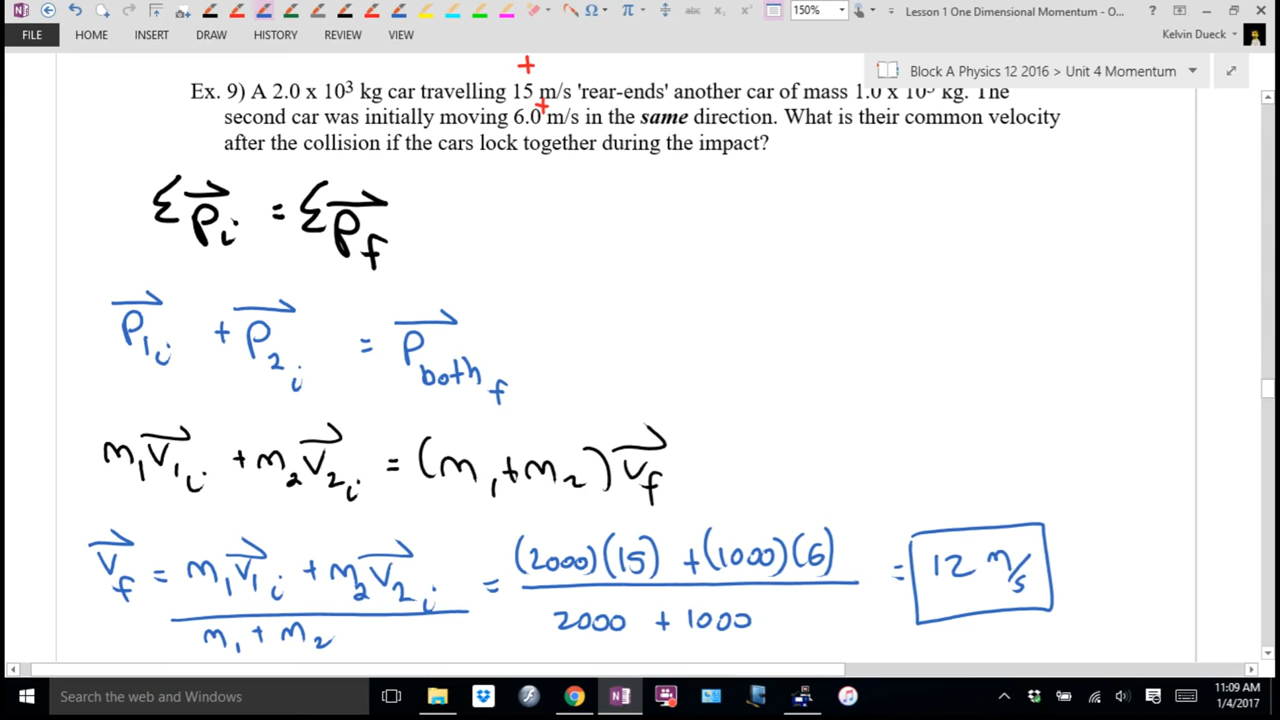 150%
Lesson 1 One Dimensional Momentum - O...
FILE HOME INSERT DRAW HISTORY REVIEW VIEW
Kelvin Dueck
Block A Physics 12 2016 > Unit 4 Momentum
+
Ex. 9) A 2.0 x 10³ kg car travelling 15 m/s 'rear-ends' another car of mass 1.0 x 10 kg. The
+
second car was initially moving 6.0 m/s in the same direction. What is their common velocity
after the collision if the cars lock together during the impact?
Σp⃗i = Σp⃗f
p⃗1i + p⃗2i = p⃗both f
m1v⃗1i + m2v⃗2i = (m1+m2)v⃗f
v⃗f = m1v⃗1i + m2v⃗2i = (2000)(15) + (1000)(6) = 12 m/s
m1 + m2 2000 + 1000
Search the web and Windows
11:09 AM
1/4/2017